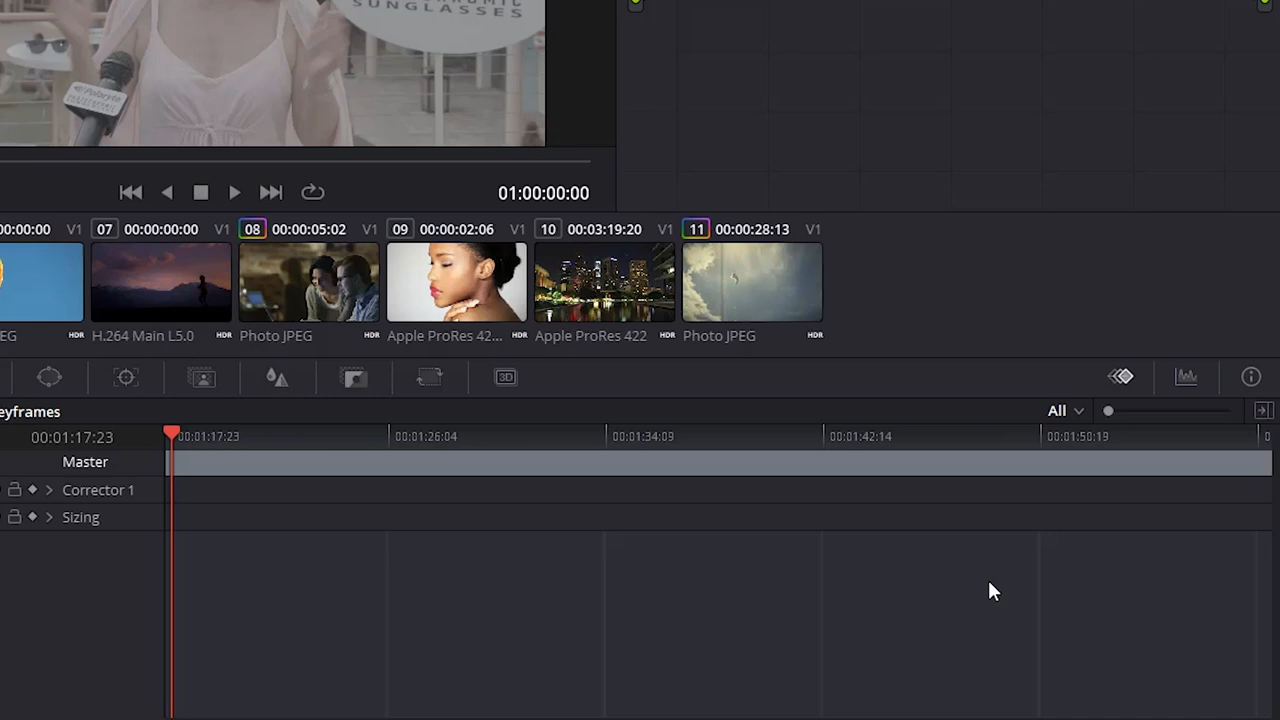 SUNGLASSES
Polaryte
01:00:00:00
00:00:00 V1 07 00:00:00:00 V1 08 00:00:05:02 V1 09 00:00:02:06 V1 10 00:03:19:20 V1 11 00:00:28:13 V1
EG HDR H.264 Main L5.0 HDR Photo JPEG HDR Apple ProRes 42... HDR Apple ProRes 422 HDR Photo JPEG HDR
3D
eyframes All
00:01:17:23 00:01:17:23 00:01:26:04 00:01:34:09 00:01:42:14 00:01:50:19 0
Master
Corrector 1
Sizing